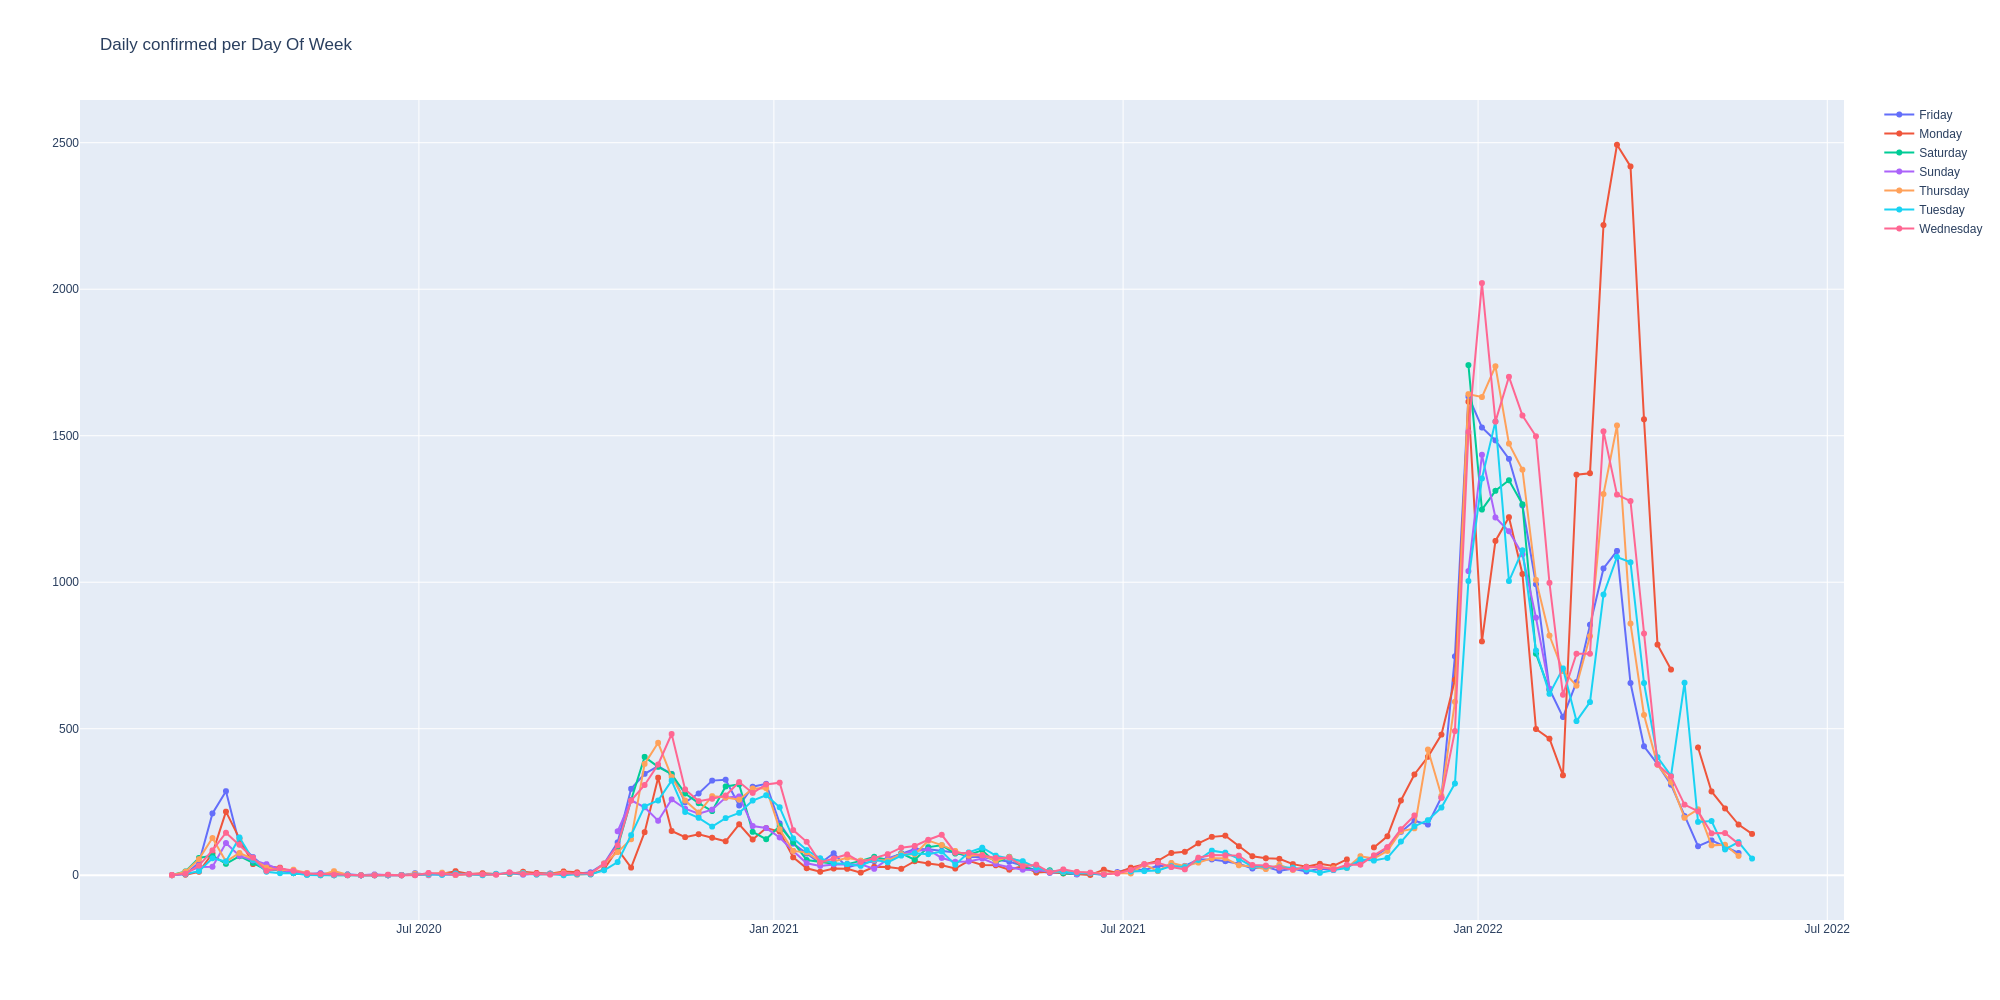 Daily confirmed per Day Of Week
2500
2000
1500
1000
500
0
Jul 2020
Jan 2021
Jul 2021
Jan 2022
Jul 2022
Friday
Monday
Saturday
Sunday
Thursday
Tuesday
Wednesday